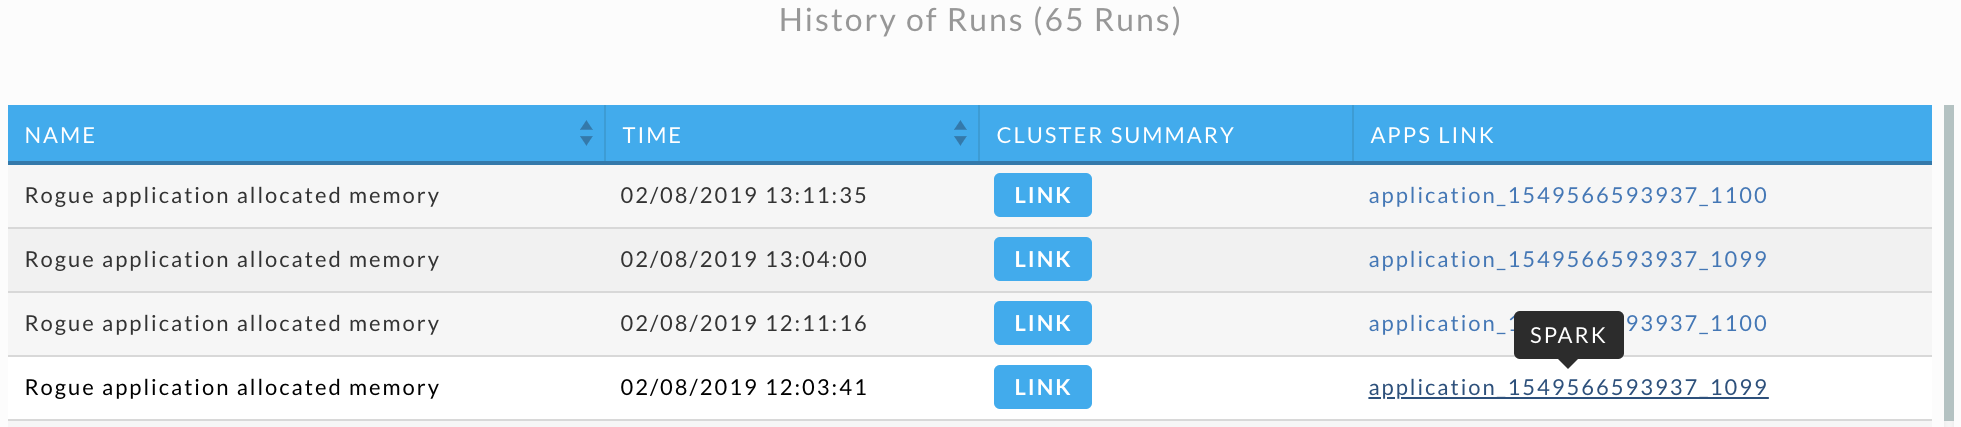 History of Runs (65 Runs)
NAME TIME CLUSTER SUMMARY APPS LINK
Rogue application allocated memory 02/08/2019 13:11:35 LINK application_1549566593937_1100
Rogue application allocated memory 02/08/2019 13:04:00 LINK application_1549566593937_1099
Rogue application allocated memory 02/08/2019 12:11:16 LINK application_1 93937_1100
SPARK
Rogue application allocated memory 02/08/2019 12:03:41 LINK application_1549566593937_1099